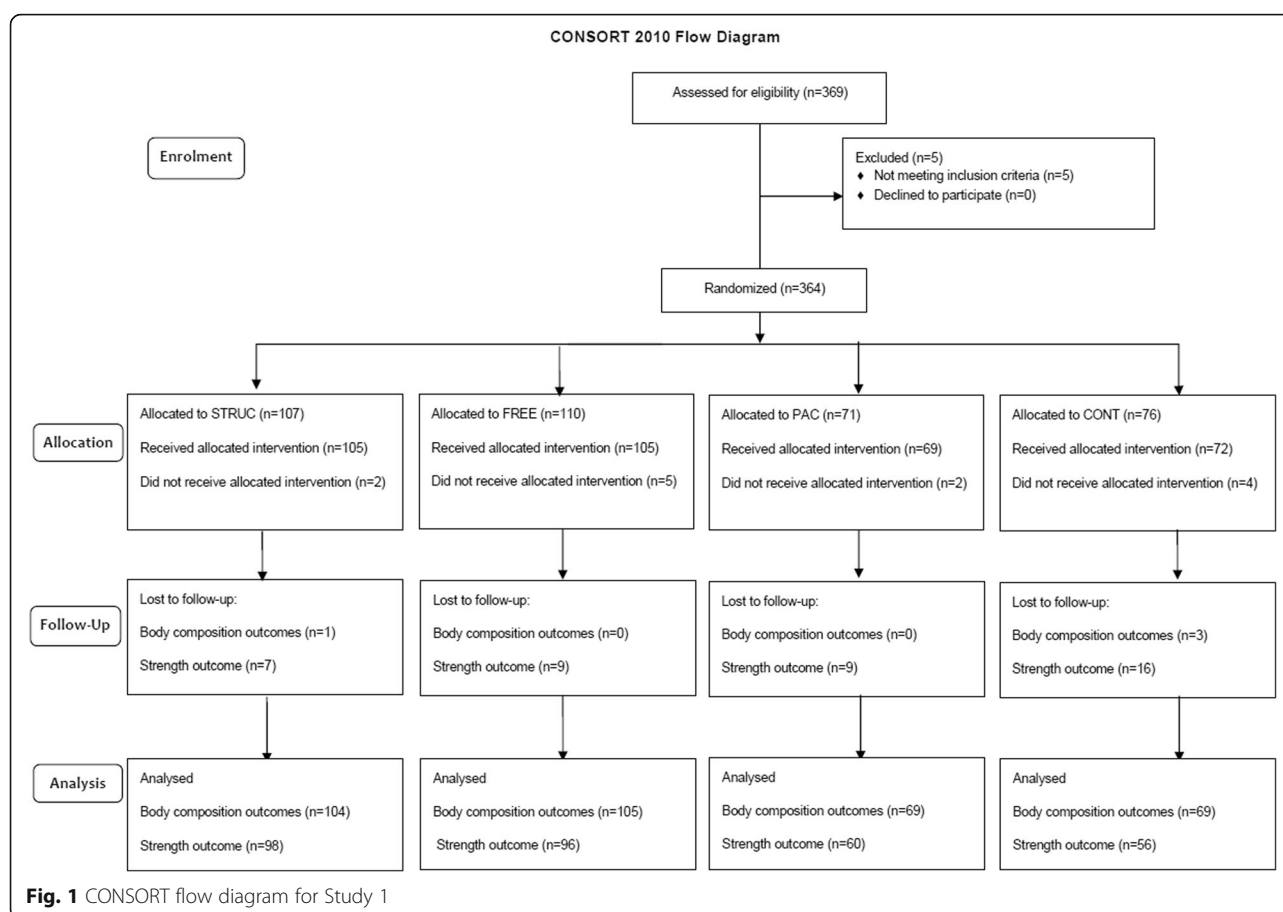 CONSORT 2010 Flow Diagram
Assessed for eligibility (n=369)
Enrolment
Excluded (n=5)
♦ Not meeting inclusion criteria (n=5)
♦ Declined to participate (n=0)
Randomized (n=364)
Allocation
Allocated to STRUC (n=107)
Received allocated intervention (n=105)
Did not receive allocated intervention (n=2)
Allocated to FREE (n=110)
Received allocated intervention (n=105)
Did not receive allocated intervention (n=5)
Allocated to PAC (n=71)
Received allocated intervention (n=69)
Did not receive allocated intervention (n=2)
Allocated to CONT (n=76)
Received allocated intervention (n=72)
Did not receive allocated intervention (n=4)
Follow-Up
Lost to follow-up:
Body composition outcomes (n=1)
Strength outcome (n=7)
Lost to follow-up:
Body composition outcomes (n=0)
Strength outcome (n=9)
Lost to follow-up:
Body composition outcomes (n=0)
Strength outcome (n=9)
Lost to follow-up:
Body composition outcomes (n=3)
Strength outcome (n=16)
Analysis
Analysed
Body composition outcomes (n=104)
Strength outcome (n=98)
Analysed
Body composition outcomes (n=105)
Strength outcome (n=96)
Analysed
Body composition outcomes (n=69)
Strength outcome (n=60)
Analysed
Body composition outcomes (n=69)
Strength outcome (n=56)
Fig. 1 CONSORT flow diagram for Study 1